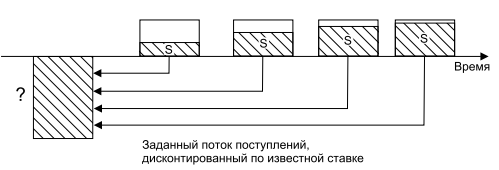 S
S
S
S
Время
?
Заданный поток поступлений,
дисконтированный по известной ставке